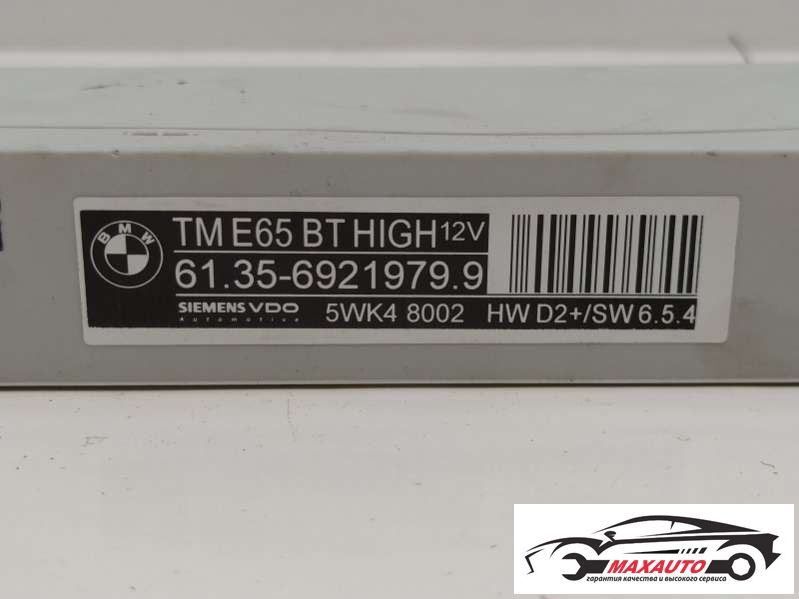 BMW
TM E65 BT HIGH 12V
61.35-6921979.9
SIEMENS VDO
Automotive
5WK4 8002 HW D2+/SW 6.5.4
MAXAUTO
гарантия качества и высокого сервиса